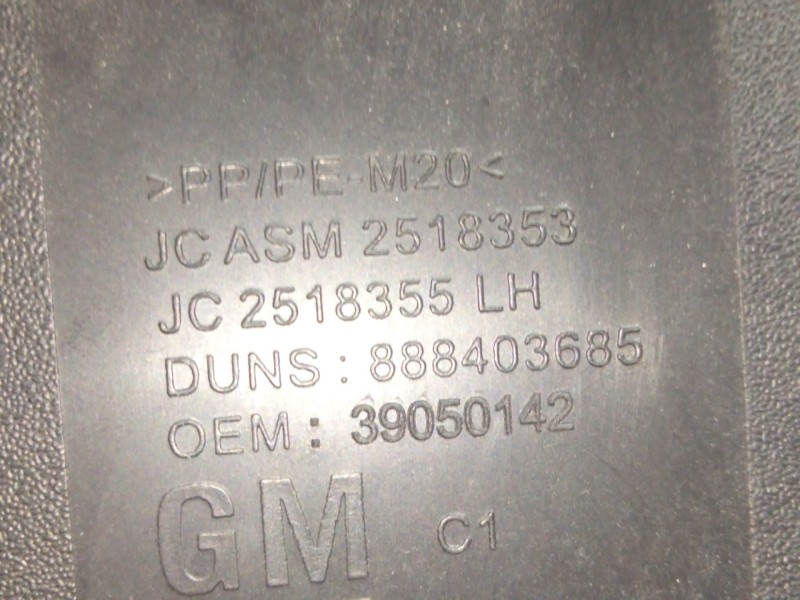 >PP/PE-M20<
JC ASM 2518353
JC 2518355 LH
DUNS : 888403685
OEM : 39050142
GM C1